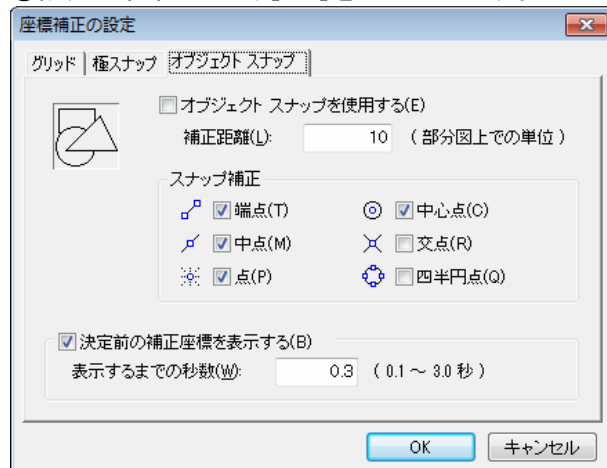 座標補正の設定
グリッド 極スナップ オブジェクト スナップ
オブジェクト スナップを使用する(E)
補正距離(L): 10 ( 部分図上での単位 )
スナップ補正
端点(T) 中心点(C)
中点(M) 交点(R)
点(P) 四半円点(Q)
決定前の補正座標を表示する(B)
表示するまでの秒数(W): 0.3 ( 0.1 ~ 3.0 秒 )
OK キャンセル